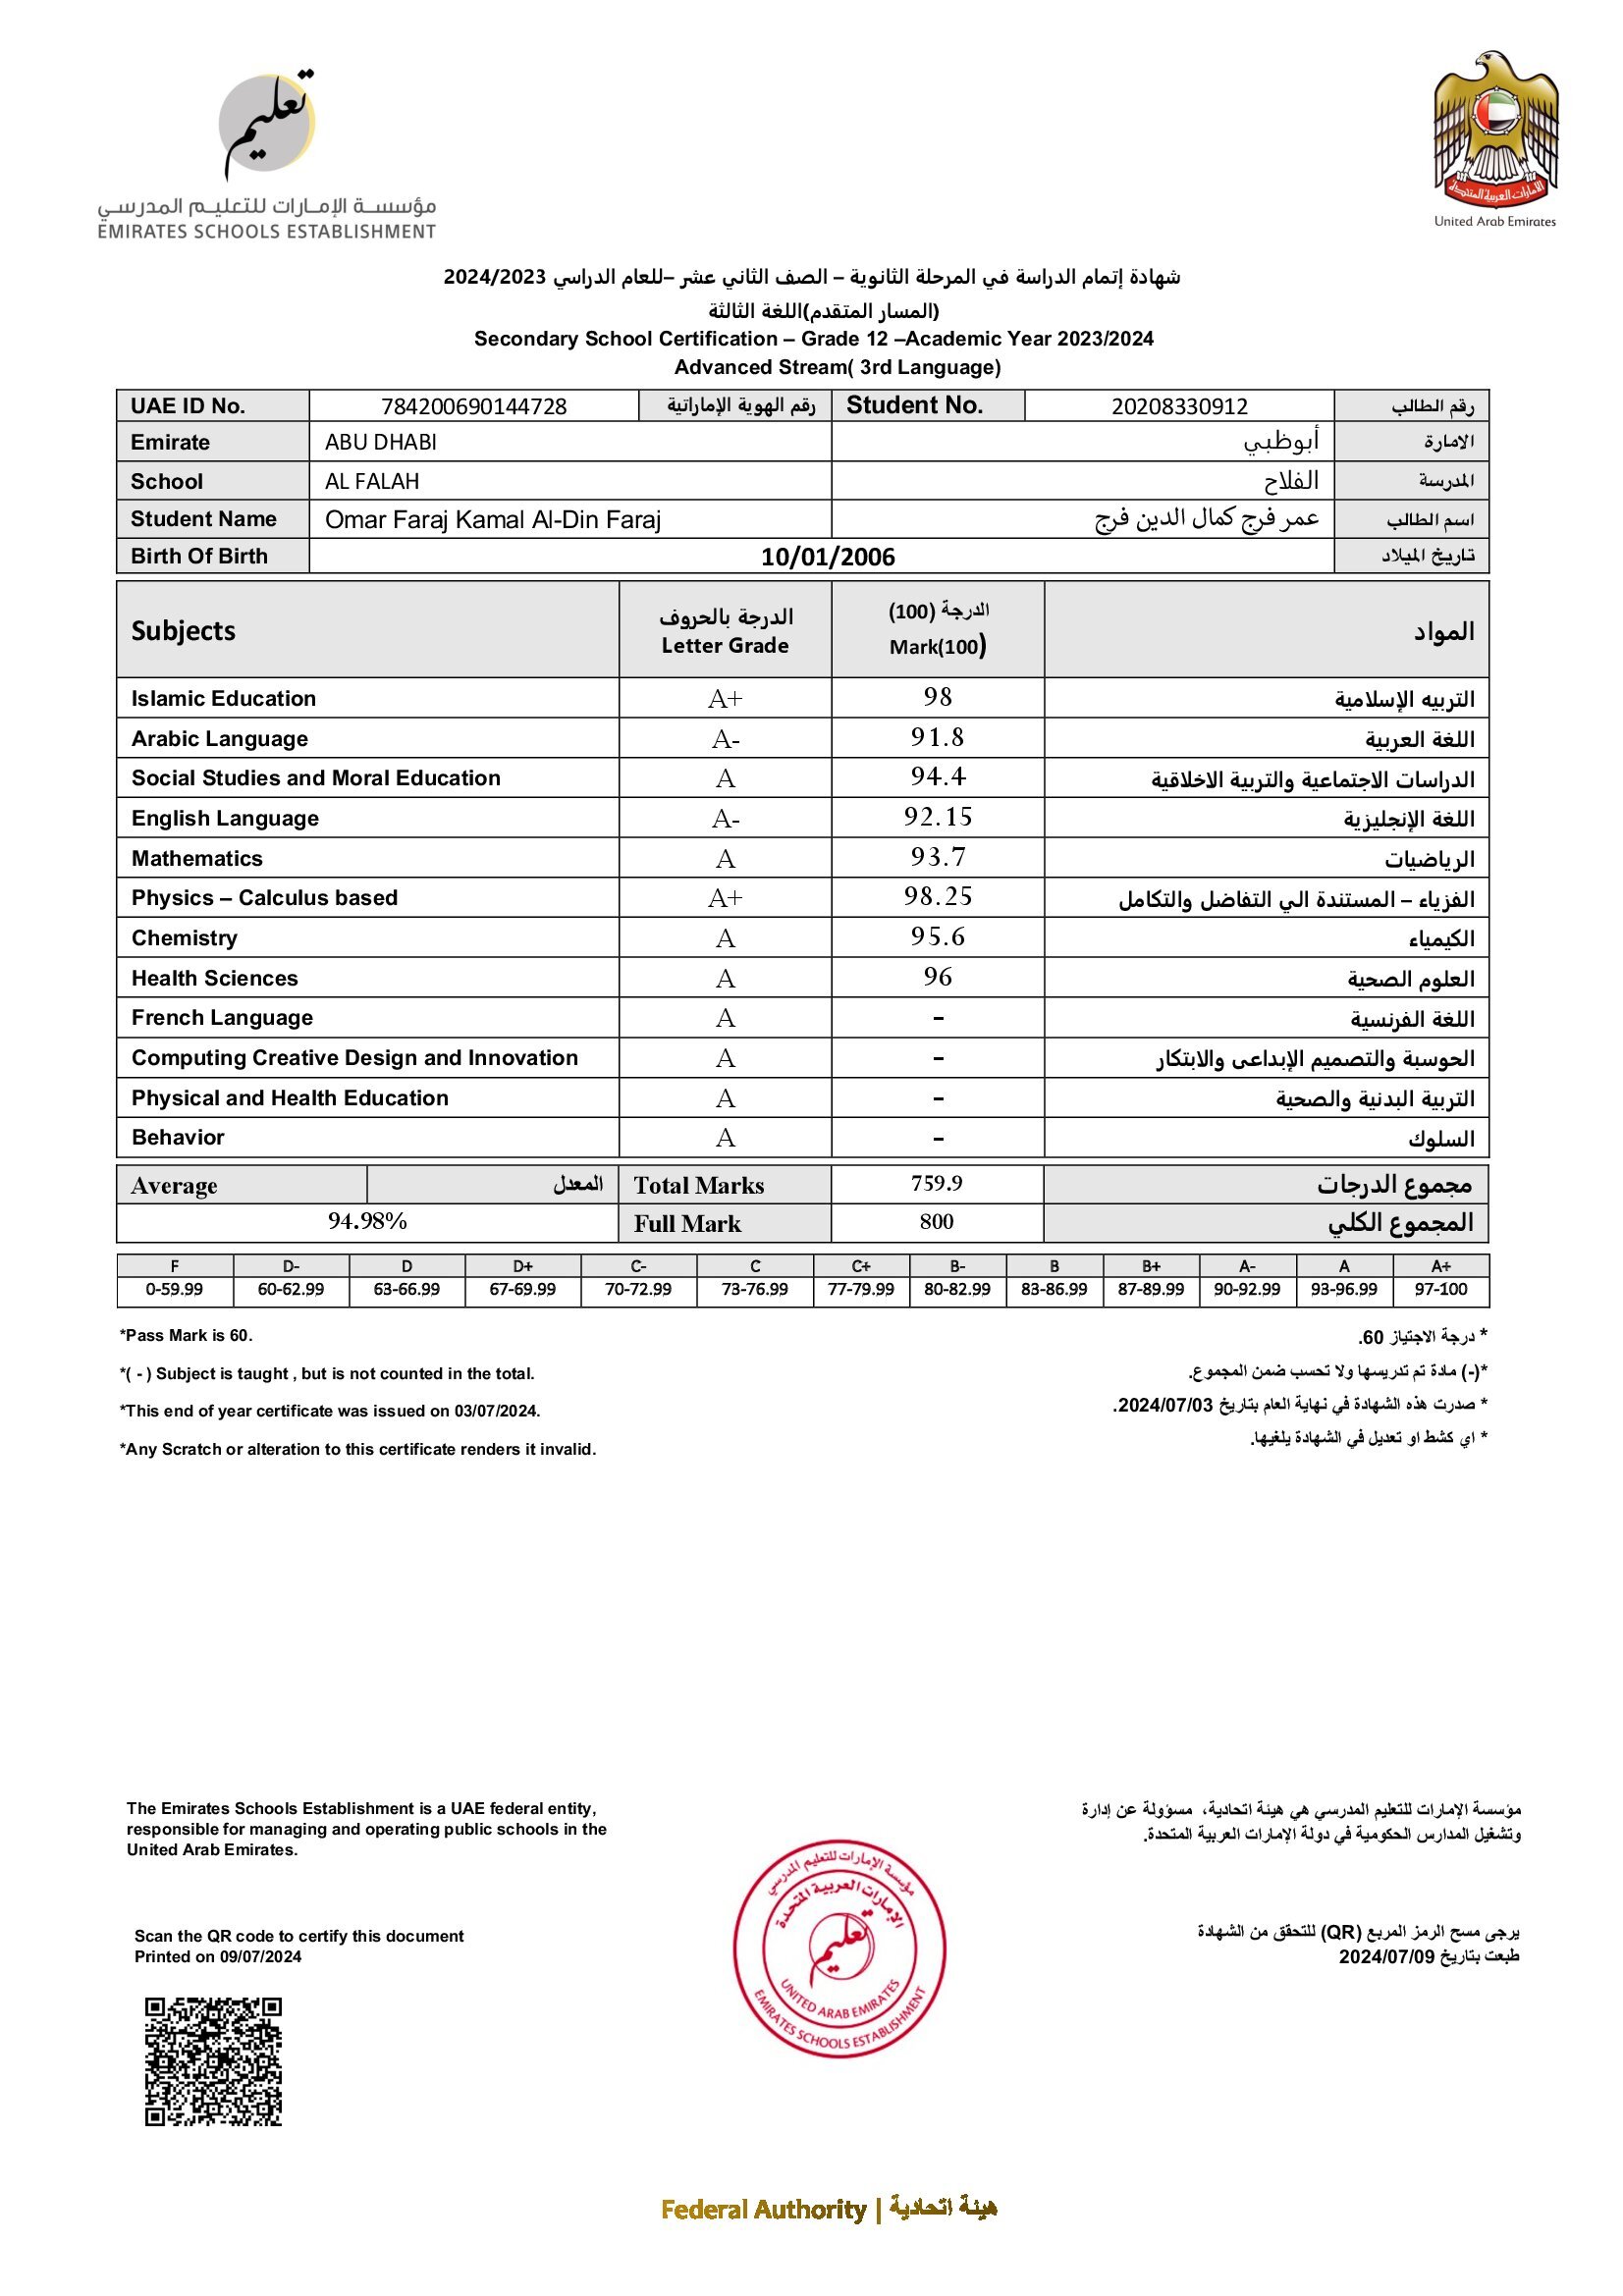 تعليم
مؤسسة الإمارات للتعليم المدرسي
EMIRATES SCHOOLS ESTABLISHMENT
الإمارات العربية المتحدة
United Arab Emirates
شهادة إتمام الدراسة في المرحلة الثانوية – الصف الثاني عشر –للعام الدراسي 2024/2023
(المسار المتقدم)اللغة الثالثة
Secondary School Certification – Grade 12 –Academic Year 2023/2024
Advanced Stream( 3rd Language)
UAE ID No. 784200690144728 رقم الهوية الإماراتية Student No. 20208330912 رقم الطالب
Emirate ABU DHABI أبوظبي الامارة
School AL FALAH الفلاح المدرسة
Student Name Omar Faraj Kamal Al-Din Faraj عمر فرج كمال الدين فرج اسم الطالب
Birth Of Birth 10/01/2006 تاريخ الميلاد
Subjects الدرجة بالحروف Letter Grade الدرجة (100) Mark(100) المواد
Islamic Education A+ 98 التربيه الإسلامية
Arabic Language A- 91.8 اللغة العربية
Social Studies and Moral Education A 94.4 الدراسات الاجتماعية والتربية الاخلاقية
English Language A- 92.15 اللغة الإنجليزية
Mathematics A 93.7 الرياضيات
Physics – Calculus based A+ 98.25 الفزياء – المستندة الي التفاضل والتكامل
Chemistry A 95.6 الكيمياء
Health Sciences A 96 العلوم الصحية
French Language A - اللغة الفرنسية
Computing Creative Design and Innovation A - الحوسبة والتصميم الإبداعى والابتكار
Physical and Health Education A - التربية البدنية والصحية
Behavior A - السلوك
Average المعدل Total Marks 759.9 مجموع الدرجات
94.98% Full Mark 800 المجموع الكلي
F D- D D+ C- C C+ B- B B+ A- A A+
0-59.99 60-62.99 63-66.99 67-69.99 70-72.99 73-76.99 77-79.99 80-82.99 83-86.99 87-89.99 90-92.99 93-96.99 97-100
*Pass Mark is 60.
* درجة الاجتياز 60.
*( - ) Subject is taught , but is not counted in the total.
*(-) مادة تم تدريسها ولا تحسب ضمن المجموع.
*This end of year certificate was issued on 03/07/2024.
* صدرت هذه الشهادة في نهاية العام بتاريخ 2024/07/03.
*Any Scratch or alteration to this certificate renders it invalid.
* اي كشط او تعديل في الشهادة يلغيها.
The Emirates Schools Establishment is a UAE federal entity,
responsible for managing and operating public schools in the
United Arab Emirates.
مؤسسة الإمارات للتعليم المدرسي هي هيئة اتحادية، مسؤولة عن إدارة
وتشغيل المدارس الحكومية في دولة الإمارات العربية المتحدة.
مؤسسة الإمارات للتعليم المدرسي
الإمارات العربية المتحدة
تعليم
UNITED ARAB EMIRATES
EMIRATES SCHOOLS ESTABLISHMENT
Scan the QR code to certify this document
Printed on 09/07/2024
يرجى مسح الرمز المربع (QR) للتحقق من الشهادة
طبعت بتاريخ 2024/07/09
Federal Authority | هيئة اتحادية